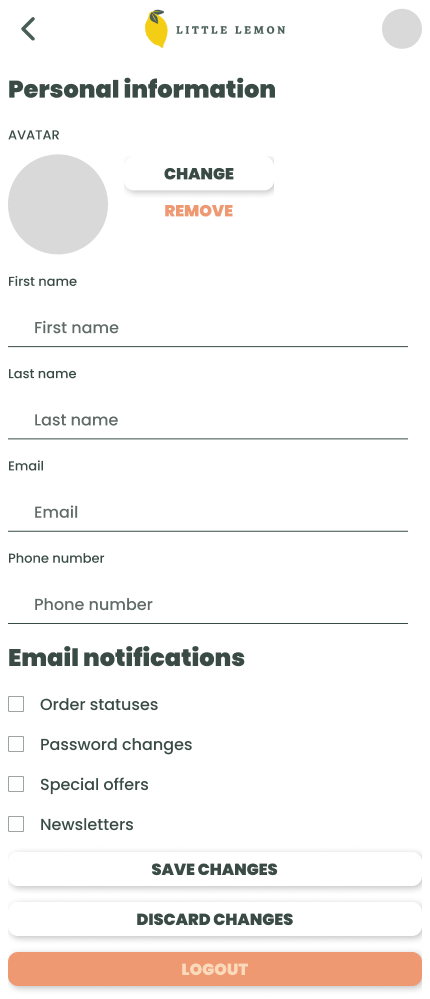 LITTLE LEMON
Personal information
AVATAR
CHANGE
REMOVE
First name
First name
Last name
Last name
Email
Email
Phone number
Phone number
Email notifications
Order statuses
Password changes
Special offers
Newsletters
SAVE CHANGES
DISCARD CHANGES
LOGOUT